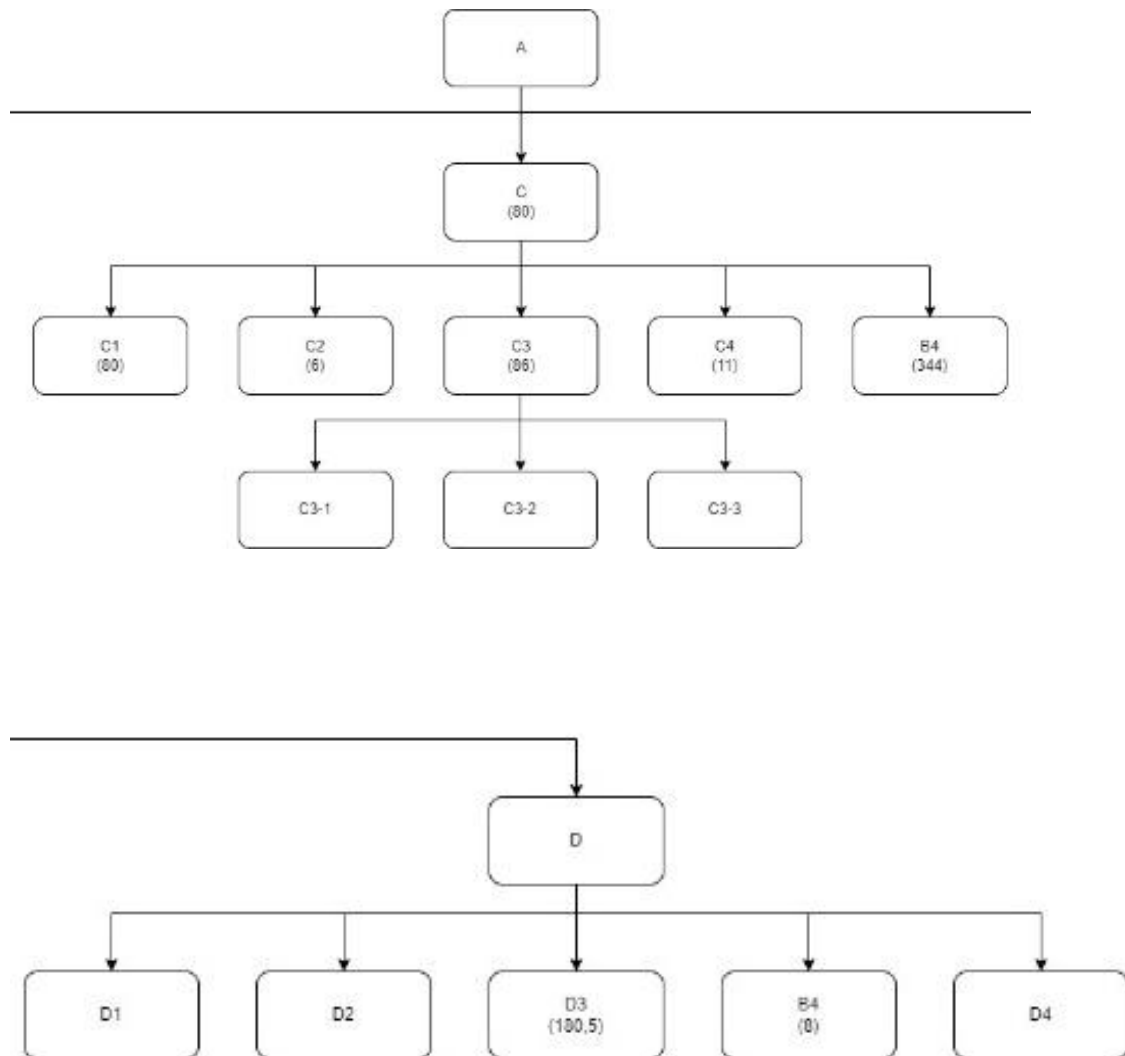 A
C
(80)
C1
(80)
C2
(6)
C3
(86)
C4
(11)
B4
(344)
C3-1
C3-2
C3-3
D
D1
D2
D3
(180,5)
B4
(8)
D4